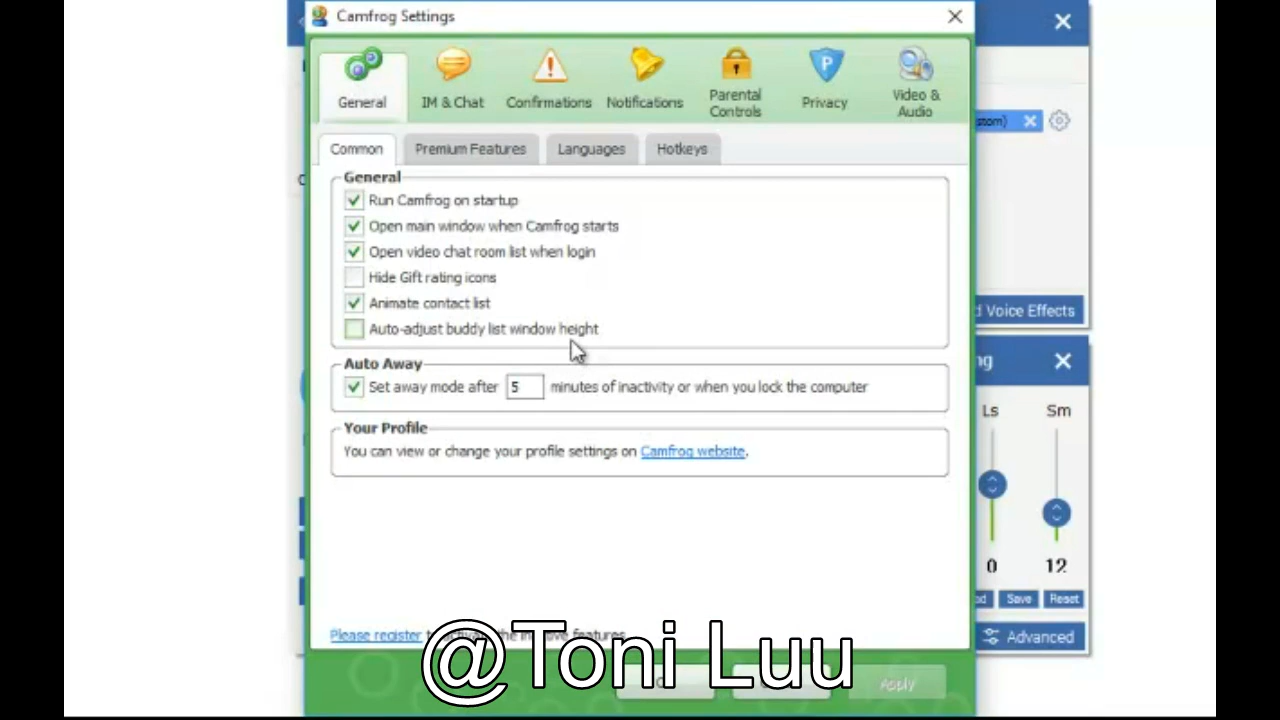 Camfrog Settings
General
IM & Chat
Confirmations
Notifications
Parental
Controls
Privacy
Video &
Audio
Common
Premium Features
Languages
Hotkeys
General
Run Camfrog on startup
Open main window when Camfrog starts
Open video chat room list when login
Hide Gift rating icons
Animate contact list
Auto-adjust buddy list window height
Auto Away
Set away mode after 5 minutes of inactivity or when you lock the computer
Your Profile
You can view or change your profile settings on Camfrog website.
Please register
features
@Toni Luu
Apply
Voice Effects
Ls
Sm
0
12
Save
Reset
Advanced